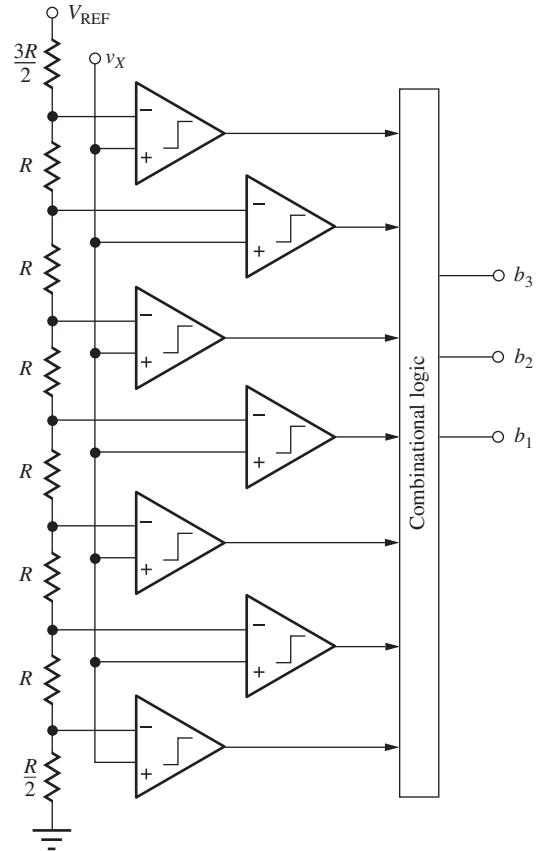 V_REF
3R/2
v_X
−
+
R
−
+
R
−
+
b_3
R
b_2
−
+
b_1
R
Combinational logic
−
+
R
−
+
R
−
+
R/2